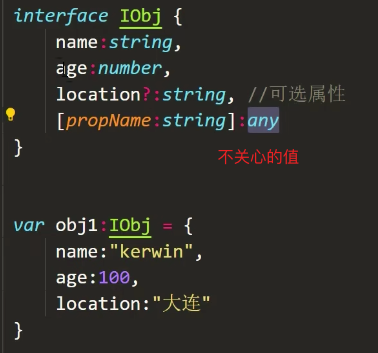 interface IObj {
name:string,
age:number,
location?:string, //可选属性
[propName:string]:any
}
不关心的值
var obj1:IObj = {
name:"kerwin",
age:100,
location:"大连"
}